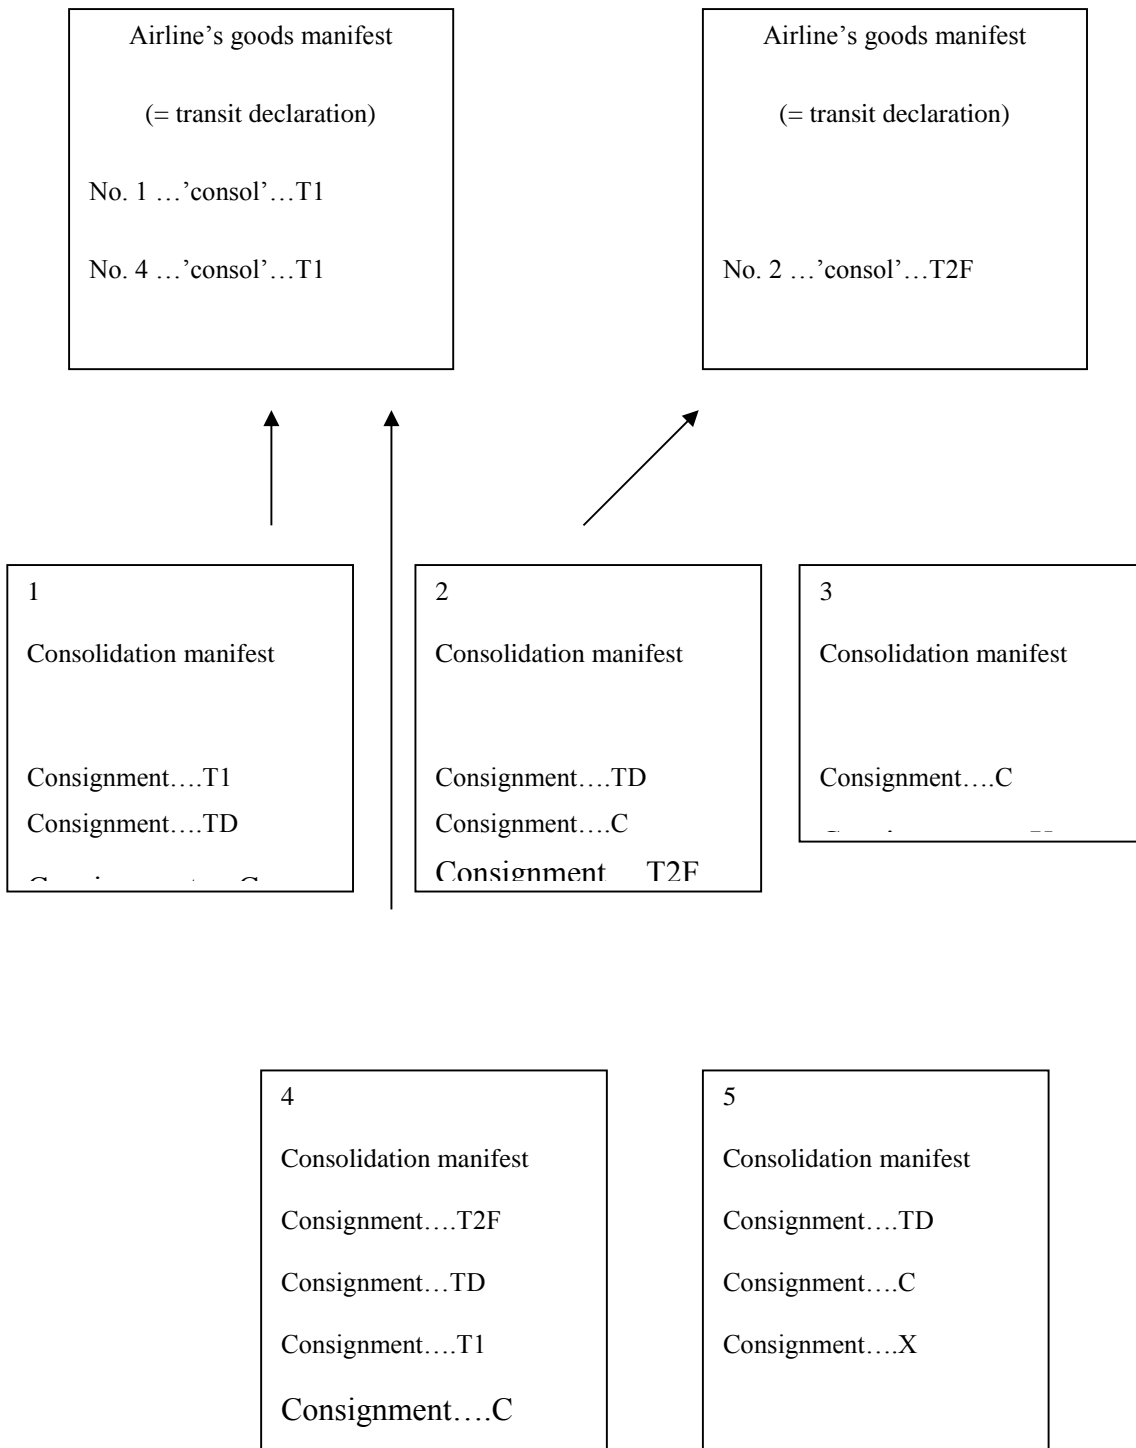 Airline’s goods manifest
(= transit declaration)
No. 1 …’consol’…T1
No. 4 …’consol’…T1
Airline’s goods manifest
(= transit declaration)
No. 2 …’consol’…T2F
1
Consolidation manifest
Consignment….T1
Consignment….TD
2
Consolidation manifest
Consignment….TD
Consignment….C
Consignment T2F
3
Consolidation manifest
Consignment….C
4
Consolidation manifest
Consignment….T2F
Consignment…TD
Consignment….T1
Consignment….C
5
Consolidation manifest
Consignment….TD
Consignment….C
Consignment….X